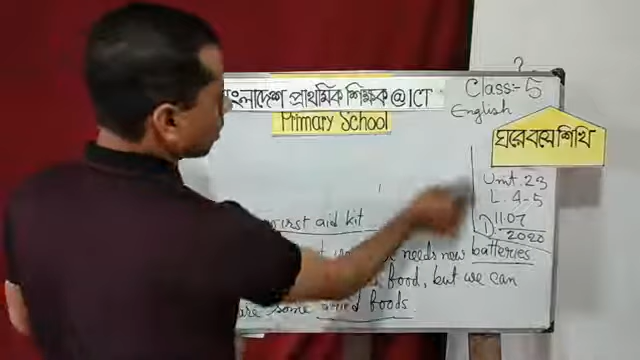 বাংলাদেশ প্রাথমিক শিক্ষক @ICT
Primary School
Class:- 5
English
ঘরে বসে শিখি
Unit. 23
L. 4-5
D 11.07
2020
first aid kit
needs new batteries
food, but we can
are some dried foods.